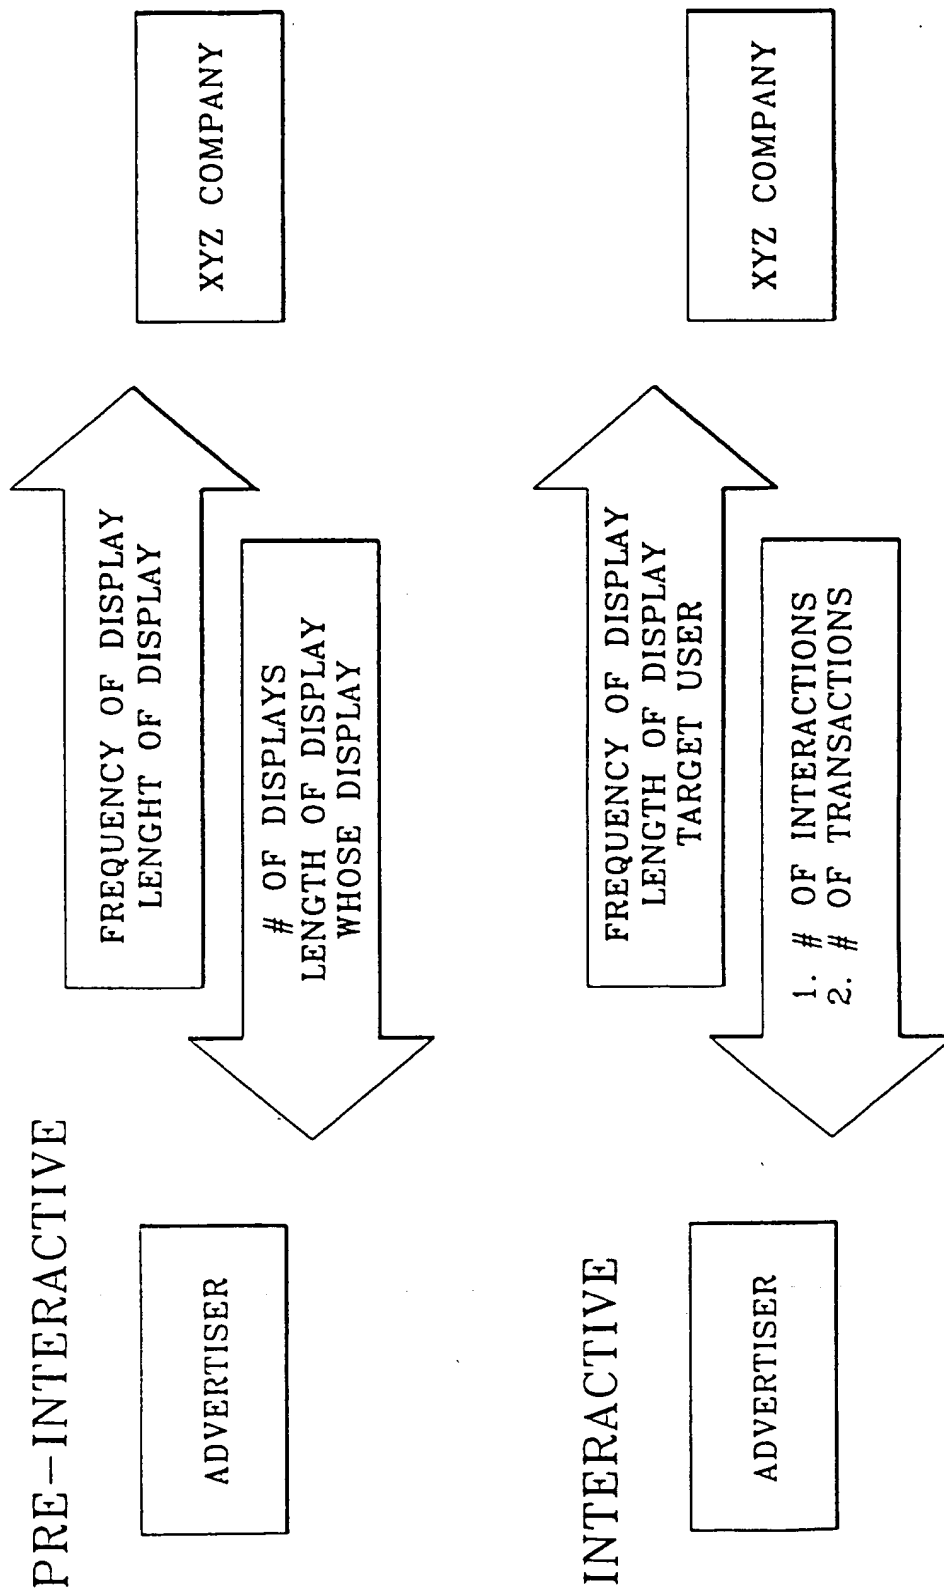 PRE-INTERACTIVE
ADVERTISER
FREQUENCY OF DISPLAY
LENGHT OF DISPLAY
# OF DISPLAYS
LENGTH OF DISPLAY
WHOSE DISPLAY
XYZ COMPANY
INTERACTIVE
ADVERTISER
FREQUENCY OF DISPLAY
LENGTH OF DISPLAY
TARGET USER
1. # OF INTERACTIONS
2. # OF TRANSACTIONS
XYZ COMPANY